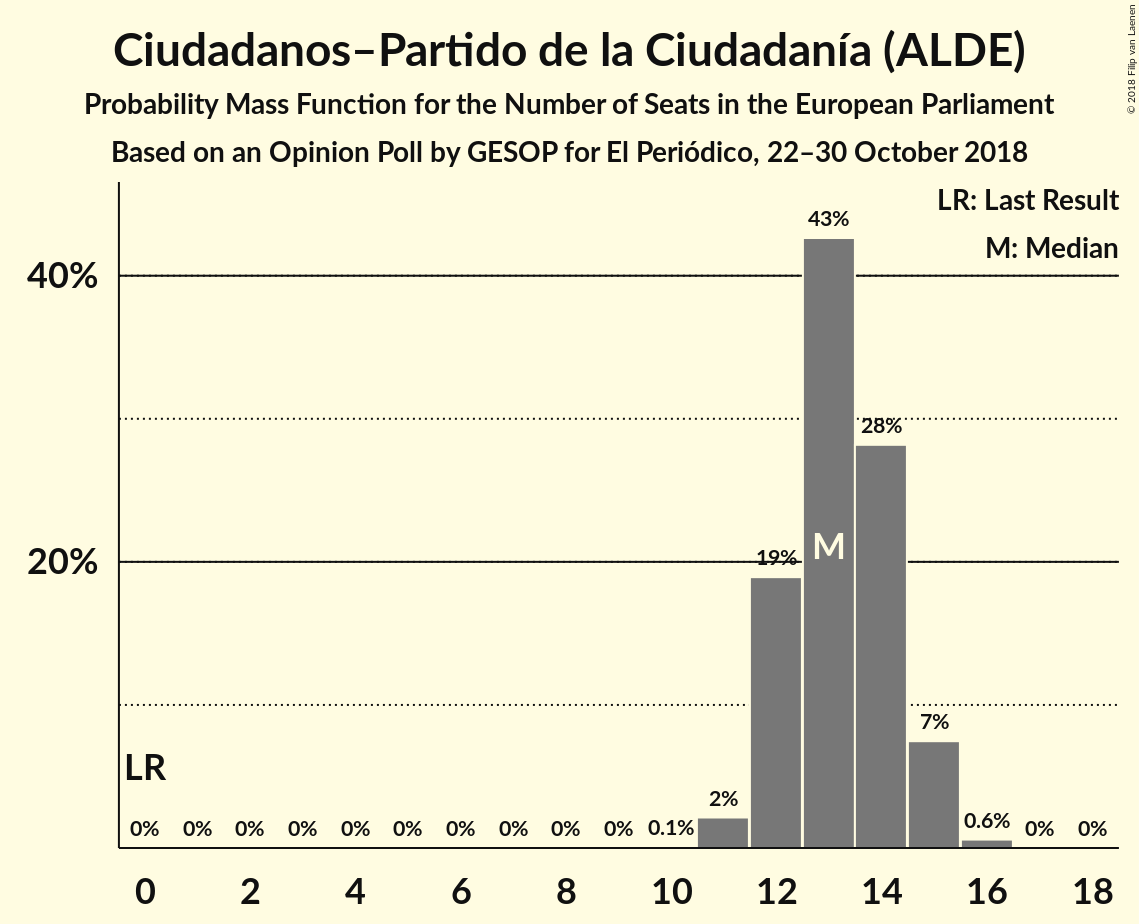 Ciudadanos–Partido de la Ciudadanía (ALDE)
Probability Mass Function for the Number of Seats in the European Parliament
Based on an Opinion Poll by GESOP for El Periódico, 22–30 October 2018
© 2018 Filip van Laenen
LR: Last Result
M: Median
43%
40%
28%
19%
M
20%
7%
LR
2%
0% 0% 0% 0% 0% 0% 0% 0% 0% 0% 0.1% 0.6% 0% 0%
0 2 4 6 8 10 12 14 16 18